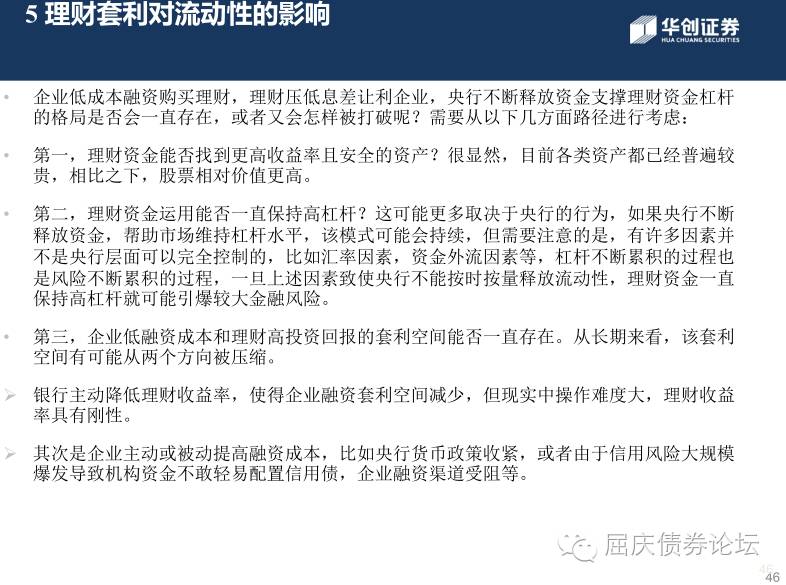 5 理财套利对流动性的影响
华创证券
HUA CHUANG SECURITIES
• 企业低成本融资购买理财，理财压低息差让利企业，央行不断释放资金支撑理财资金杠杆
的格局是否会一直存在，或者又会怎样被打破呢？需要从以下几方面路径进行考虑：
• 第一，理财资金能否找到更高收益率且安全的资产？很显然，目前各类资产都已经普遍较
贵，相比之下，股票相对价值更高。
• 第二，理财资金运用能否一直保持高杠杆？这可能更多取决于央行的行为，如果央行不断
释放资金，帮助市场维持杠杆水平，该模式可能会持续，但需要注意的是，有许多因素并
不是央行层面可以完全控制的，比如汇率因素，资金外流因素等，杠杆不断累积的过程也
是风险不断累积的过程，一旦上述因素致使央行不能按时按量释放流动性，理财资金一直
保持高杠杆就可能引爆较大金融风险。
• 第三，企业低融资成本和理财高投资回报的套利空间能否一直存在。从长期来看，该套利
空间有可能从两个方向被压缩。
➢ 银行主动降低理财收益率，使得企业融资套利空间减少，但现实中操作难度大，理财收益
率具有刚性。
➢ 其次是企业主动或被动提高融资成本，比如央行货币政策收紧，或者由于信用风险大规模
爆发导致机构资金不敢轻易配置信用债，企业融资渠道受阻等。
屈庆债券论坛
46
46